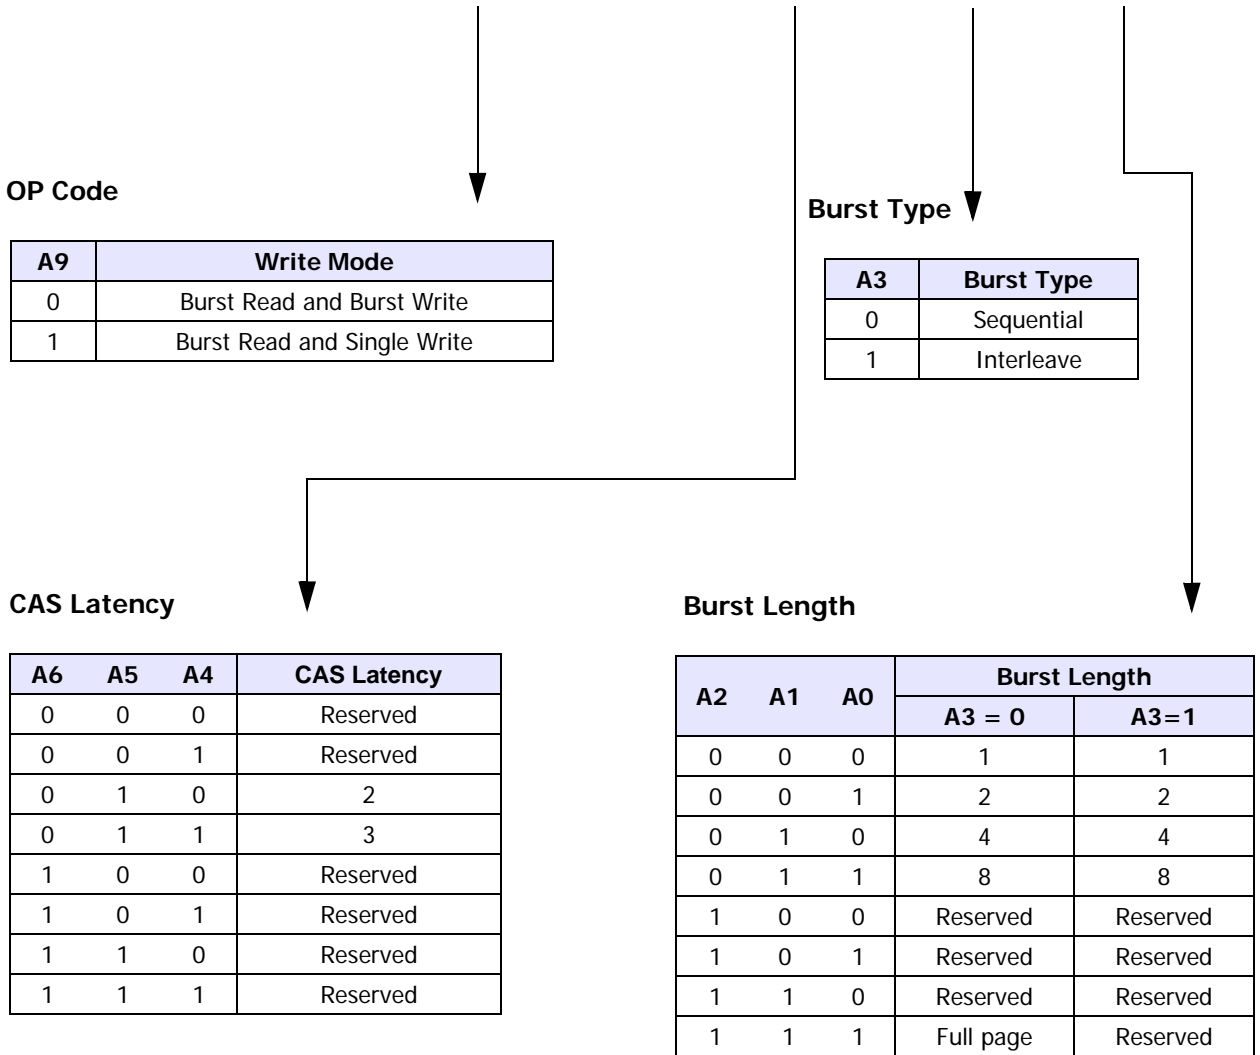 OP Code
A9 Write Mode
0 Burst Read and Burst Write
1 Burst Read and Single Write
Burst Type
A3 Burst Type
0 Sequential
1 Interleave
CAS Latency
A6 A5 A4 CAS Latency
0 0 0 Reserved
0 0 1 Reserved
0 1 0 2
0 1 1 3
1 0 0 Reserved
1 0 1 Reserved
1 1 0 Reserved
1 1 1 Reserved
Burst Length
A2 A1 A0 Burst Length
A3 = 0 A3=1
0 0 0 1 1
0 0 1 2 2
0 1 0 4 4
0 1 1 8 8
1 0 0 Reserved Reserved
1 0 1 Reserved Reserved
1 1 0 Reserved Reserved
1 1 1 Full page Reserved